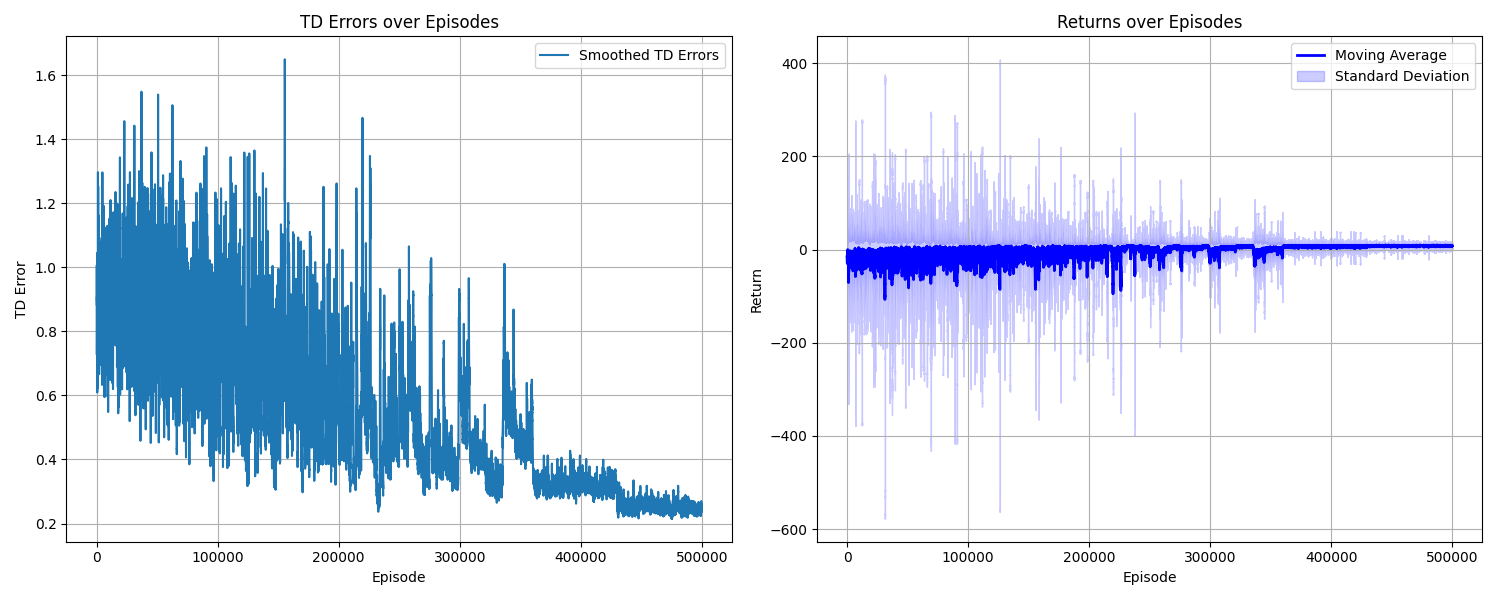 TD Errors over Episodes
Smoothed TD Errors
1.6
1.4
1.2
1.0
0.8
0.6
0.4
0.2
TD Error
0 100000 200000 300000 400000 500000
Episode
Returns over Episodes
Moving Average
Standard Deviation
400
200
0
−200
−400
−600
Return
0 100000 200000 300000 400000 500000
Episode